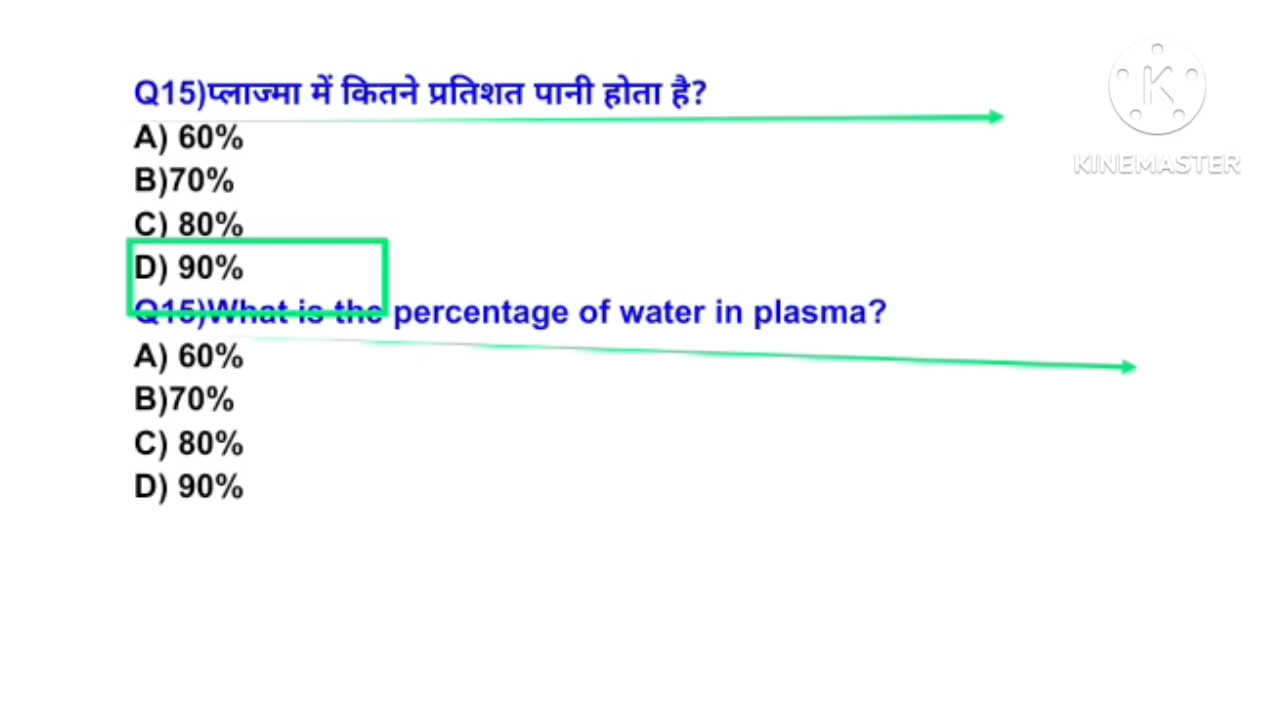 Q15)प्लाज्मा में कितने प्रतिशत पानी होता है?
A) 60%
B)70%
C) 80%
D) 90%
Q15)What is the percentage of water in plasma?
A) 60%
B)70%
C) 80%
D) 90%
K
KINEMASTER